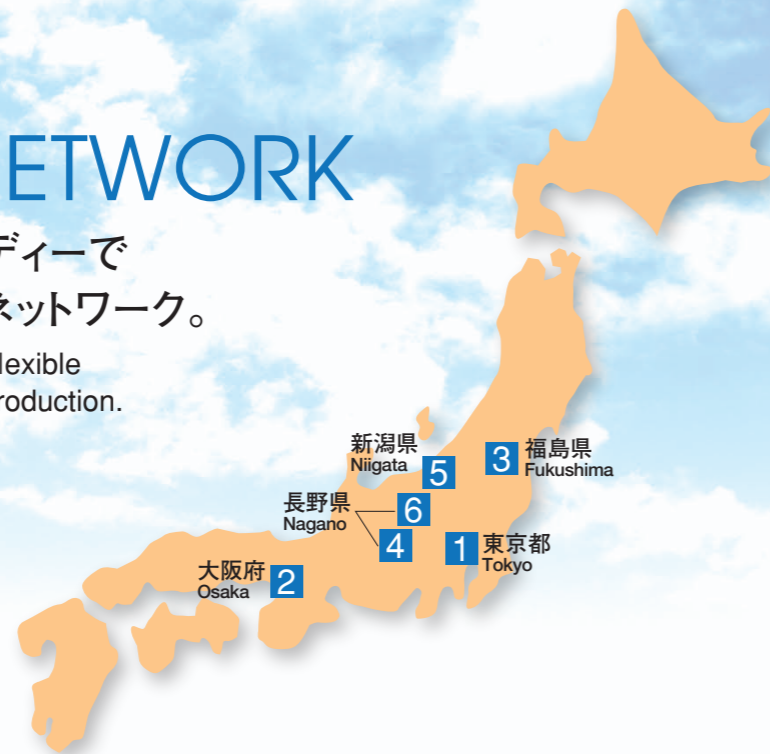 ETWORK
ディーで
ネットワーク。
lexible
roduction.
新潟県
Niigata
5
3
福島県
Fukushima
長野県
Nagano
6
4
1
東京都
Tokyo
大阪府
Osaka
2